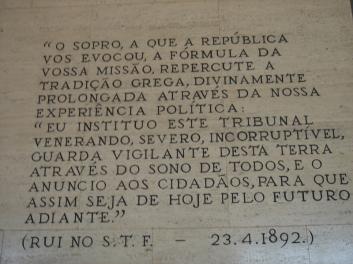 “O SOPRO, A QUE A REPÚBLICA
VOS EVOCOU, A FÓRMULA DA
VOSSA MISSÃO, REPERCUTE A
TRADIÇÃO GREGA, DIVINAMENTE
PROLONGADA ATRAVÉS DA NOSSA
EXPERIÊNCIA POLÍTICA:
“EU INSTITUO ESTE TRIBUNAL
VENERANDO, SEVERO, INCORRUPTÍVEL,
GUARDA VIGILANTE DESTA TERRA
ATRAVÉS DO SONO DE TODOS, E O
ANUNCIO AOS CIDADÃOS, PARA QUE
ASSIM SEJA DE HOJE PELO FUTURO
ADIANTE.”
(RUI NO S.T.F. – 23.4.1892.)